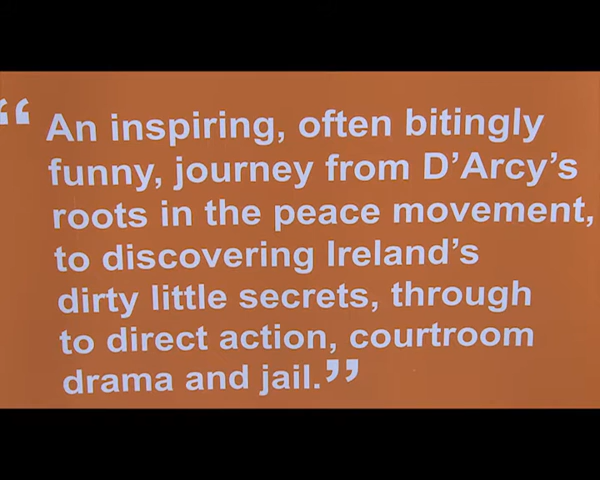 “ An inspiring, often bitingly
funny, journey from D’Arcy’s
roots in the peace movement,
to discovering Ireland’s
dirty little secrets, through
to direct action, courtroom
drama and jail.”